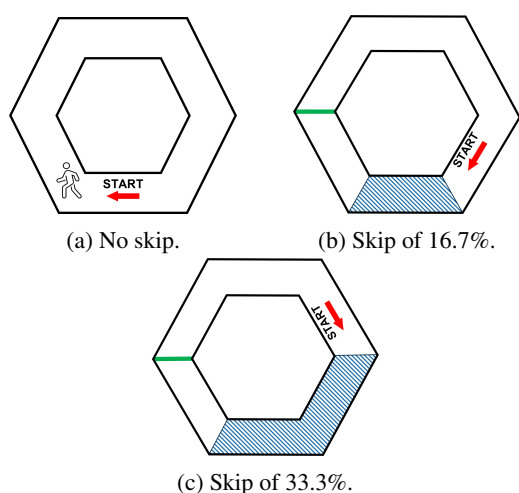 START
START
(a) No skip.
(b) Skip of 16.7%.
START
(c) Skip of 33.3%.